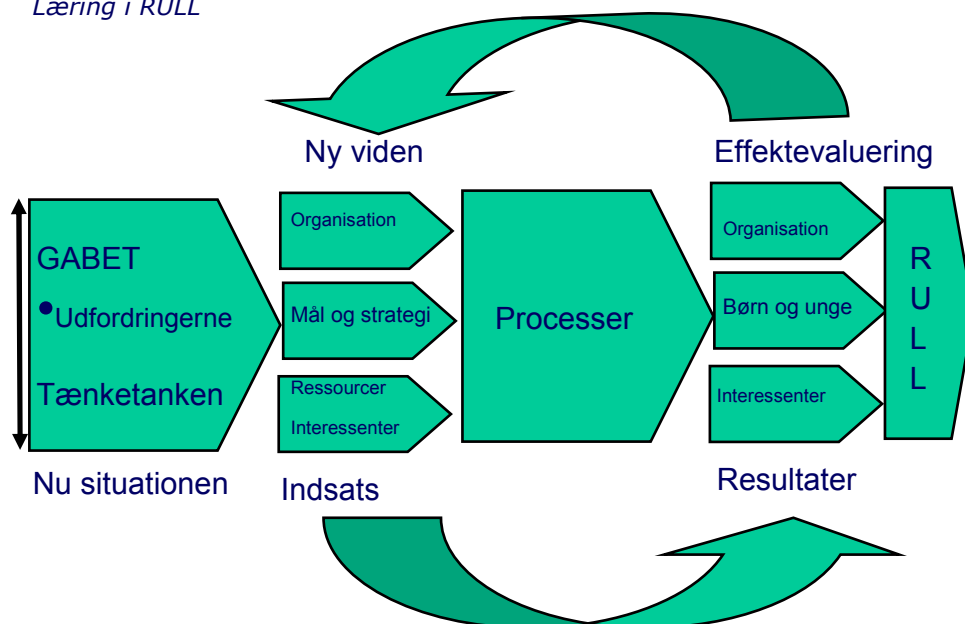 Læring i RULL
Ny viden
Effektevaluering
GABET
•Udfordringerne
Tænketanken
Organisation
Mål og strategi
Ressourcer
Interessenter
Processer
Organisation
Børn og unge
Interessenter
R
U
L
L
Nu situationen
Indsats
Resultater